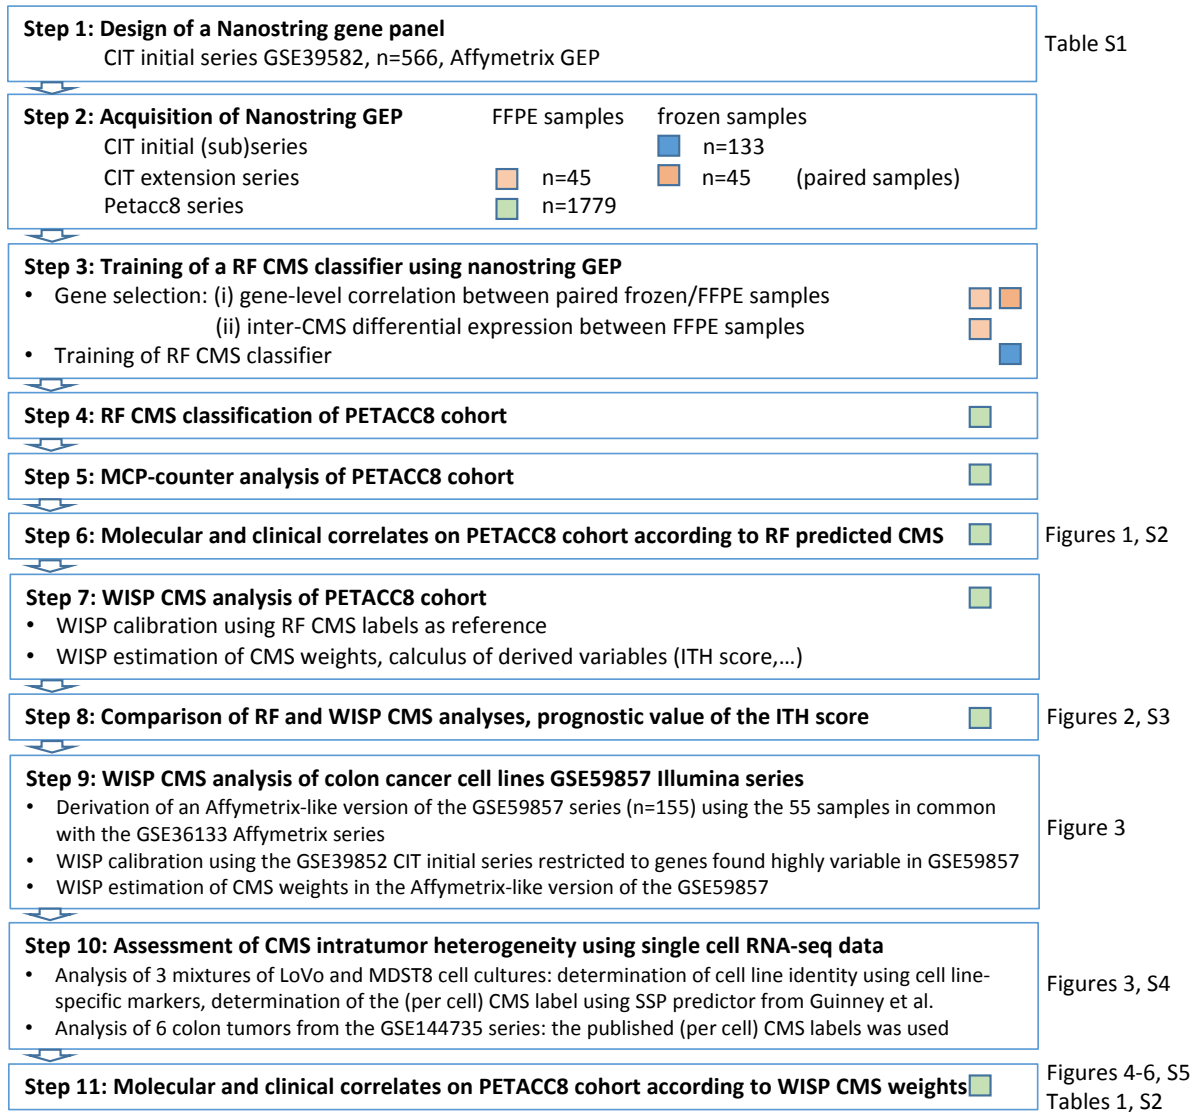 Step 1: Design of a Nanostring gene panel
CIT initial series GSE39582, n=566, Affymetrix GEP
Table S1
Step 2: Acquisition of Nanostring GEP FFPE samples frozen samples
CIT initial (sub)series n=133
CIT extension series n=45 n=45 (paired samples)
Petacc8 series n=1779
Step 3: Training of a RF CMS classifier using nanostring GEP
• Gene selection: (i) gene-level correlation between paired frozen/FFPE samples
(ii) inter-CMS differential expression between FFPE samples
• Training of RF CMS classifier
Step 4: RF CMS classification of PETACC8 cohort
Step 5: MCP-counter analysis of PETACC8 cohort
Step 6: Molecular and clinical correlates on PETACC8 cohort according to RF predicted CMS
Figures 1, S2
Step 7: WISP CMS analysis of PETACC8 cohort
• WISP calibration using RF CMS labels as reference
• WISP estimation of CMS weights, calculus of derived variables (ITH score,...)
Step 8: Comparison of RF and WISP CMS analyses, prognostic value of the ITH score
Figures 2, S3
Step 9: WISP CMS analysis of colon cancer cell lines GSE59857 Illumina series
• Derivation of an Affymetrix-like version of the GSE59857 series (n=155) using the 55 samples in common
with the GSE36133 Affymetrix series
• WISP calibration using the GSE39852 CIT initial series restricted to genes found highly variable in GSE59857
• WISP estimation of CMS weights in the Affymetrix-like version of the GSE59857
Figure 3
Step 10: Assessment of CMS intratumor heterogeneity using single cell RNA-seq data
• Analysis of 3 mixtures of LoVo and MDST8 cell cultures: determination of cell line identity using cell line-
specific markers, determination of the (per cell) CMS label using SSP predictor from Guinney et al.
• Analysis of 6 colon tumors from the GSE144735 series: the published (per cell) CMS labels was used
Figures 3, S4
Step 11: Molecular and clinical correlates on PETACC8 cohort according to WISP CMS weights
Figures 4-6, S5
Tables 1, S2